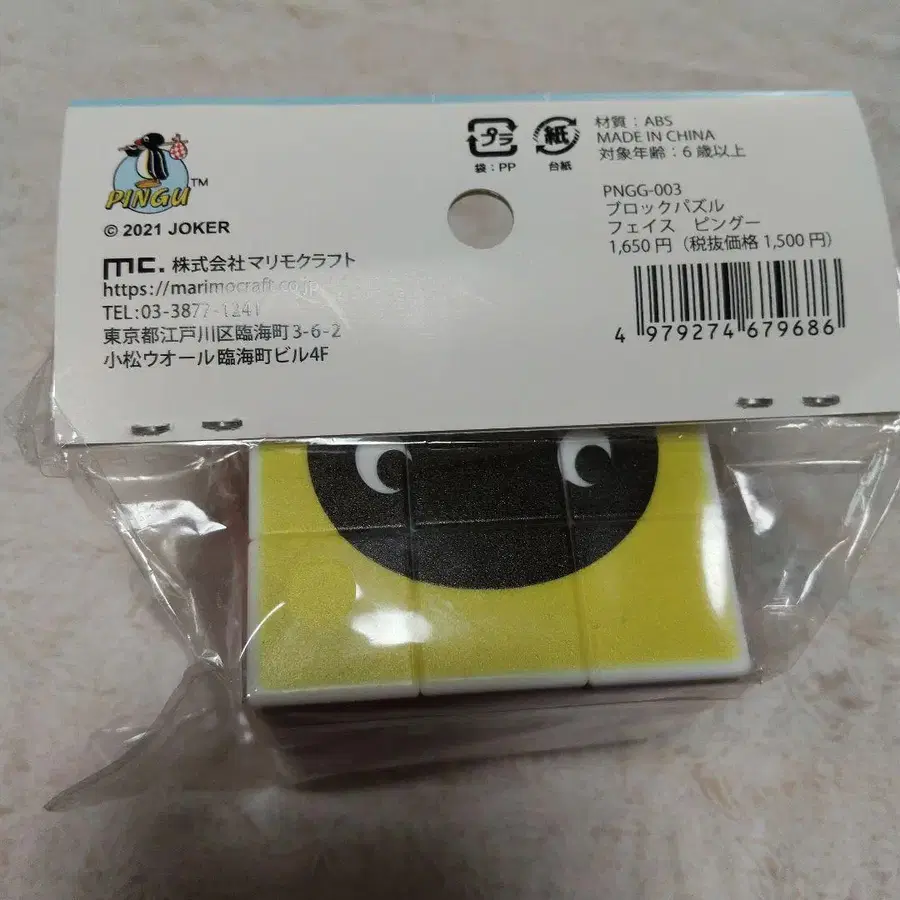 PINGU™
© 2021 JOKER
mc. 株式会社マリモクラフト
https://marimocraft.co.jp
TEL:03-3877-1241
東京都江戸川区臨海町3-6-2
小松ウオール臨海町ビル4F
プラ
袋：PP
紙
台紙
材質：ABS
MADE IN CHINA
対象年齢：6歳以上
PNGG-003
ブロックパズル
フェイス ピングー
1,650円（税抜価格 1,500円）
4 979274 679686